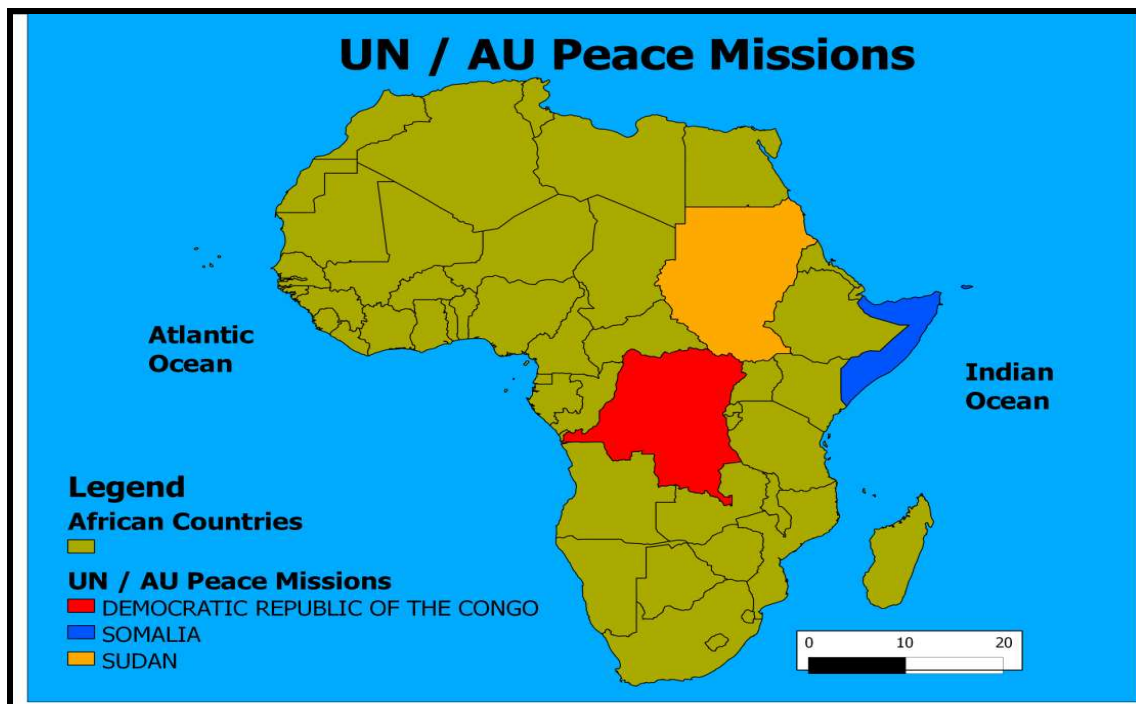 UN / AU Peace Missions
Atlantic
Ocean
Indian
Ocean
Legend
African Countries
UN / AU Peace Missions
DEMOCRATIC REPUBLIC OF THE CONGO
SOMALIA
SUDAN
0 10 20